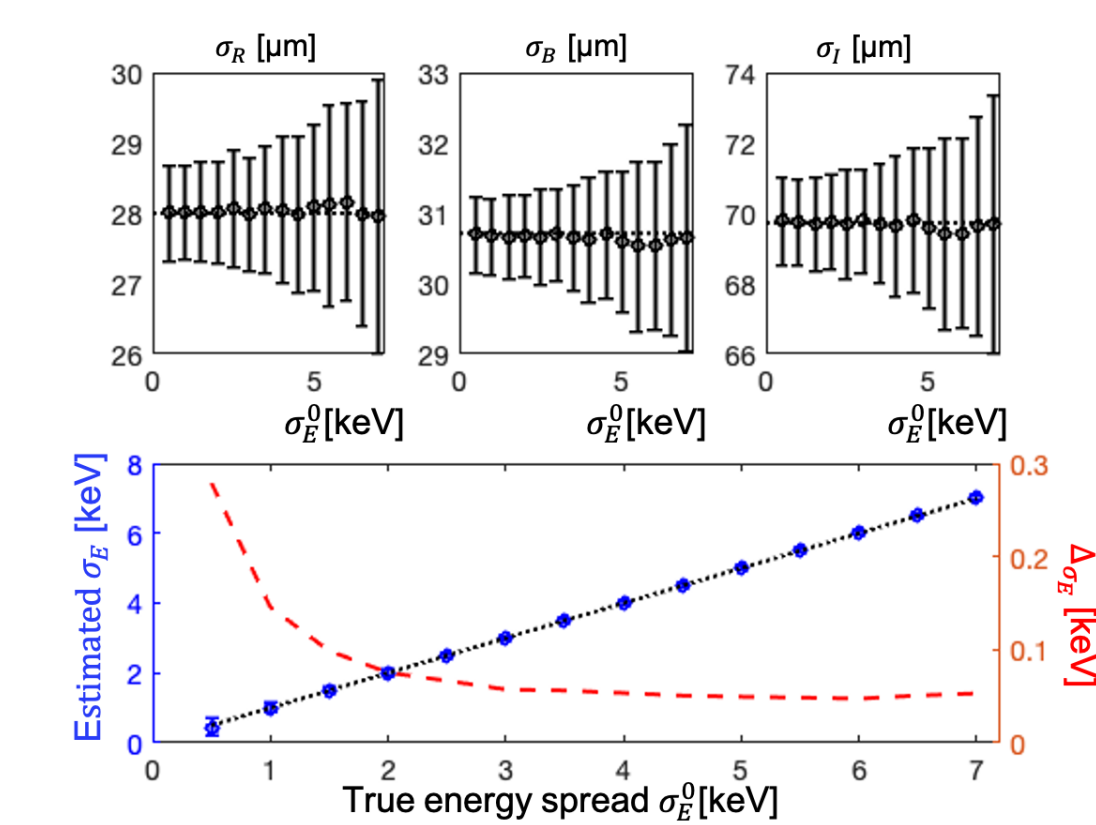 σ_R [μm] σ_B [μm] σ_I [μm]
30 33 74
29 32 72
28 31 70
27 30 68
26 29 66
0 5 0 5 0 5
σ_E^0[keV] σ_E^0[keV] σ_E^0[keV]
Estimated σ_E [keV]
8
6
4
2
0
0.3
0.2
0.1
0
Δ_{σ_E} [keV]
0 1 2 3 4 5 6 7
True energy spread σ_E^0[keV]